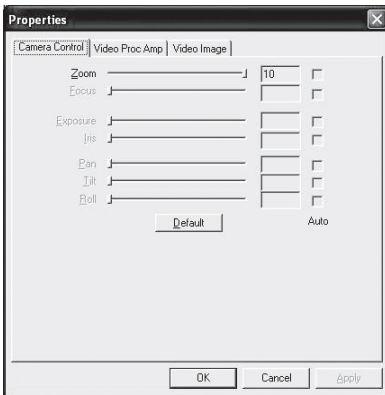 Properties
Camera Control Video Proc Amp Video Image
Zoom 10
Focus
Exposure
Iris
Pan
Tilt
Roll
Default Auto
OK Cancel Apply